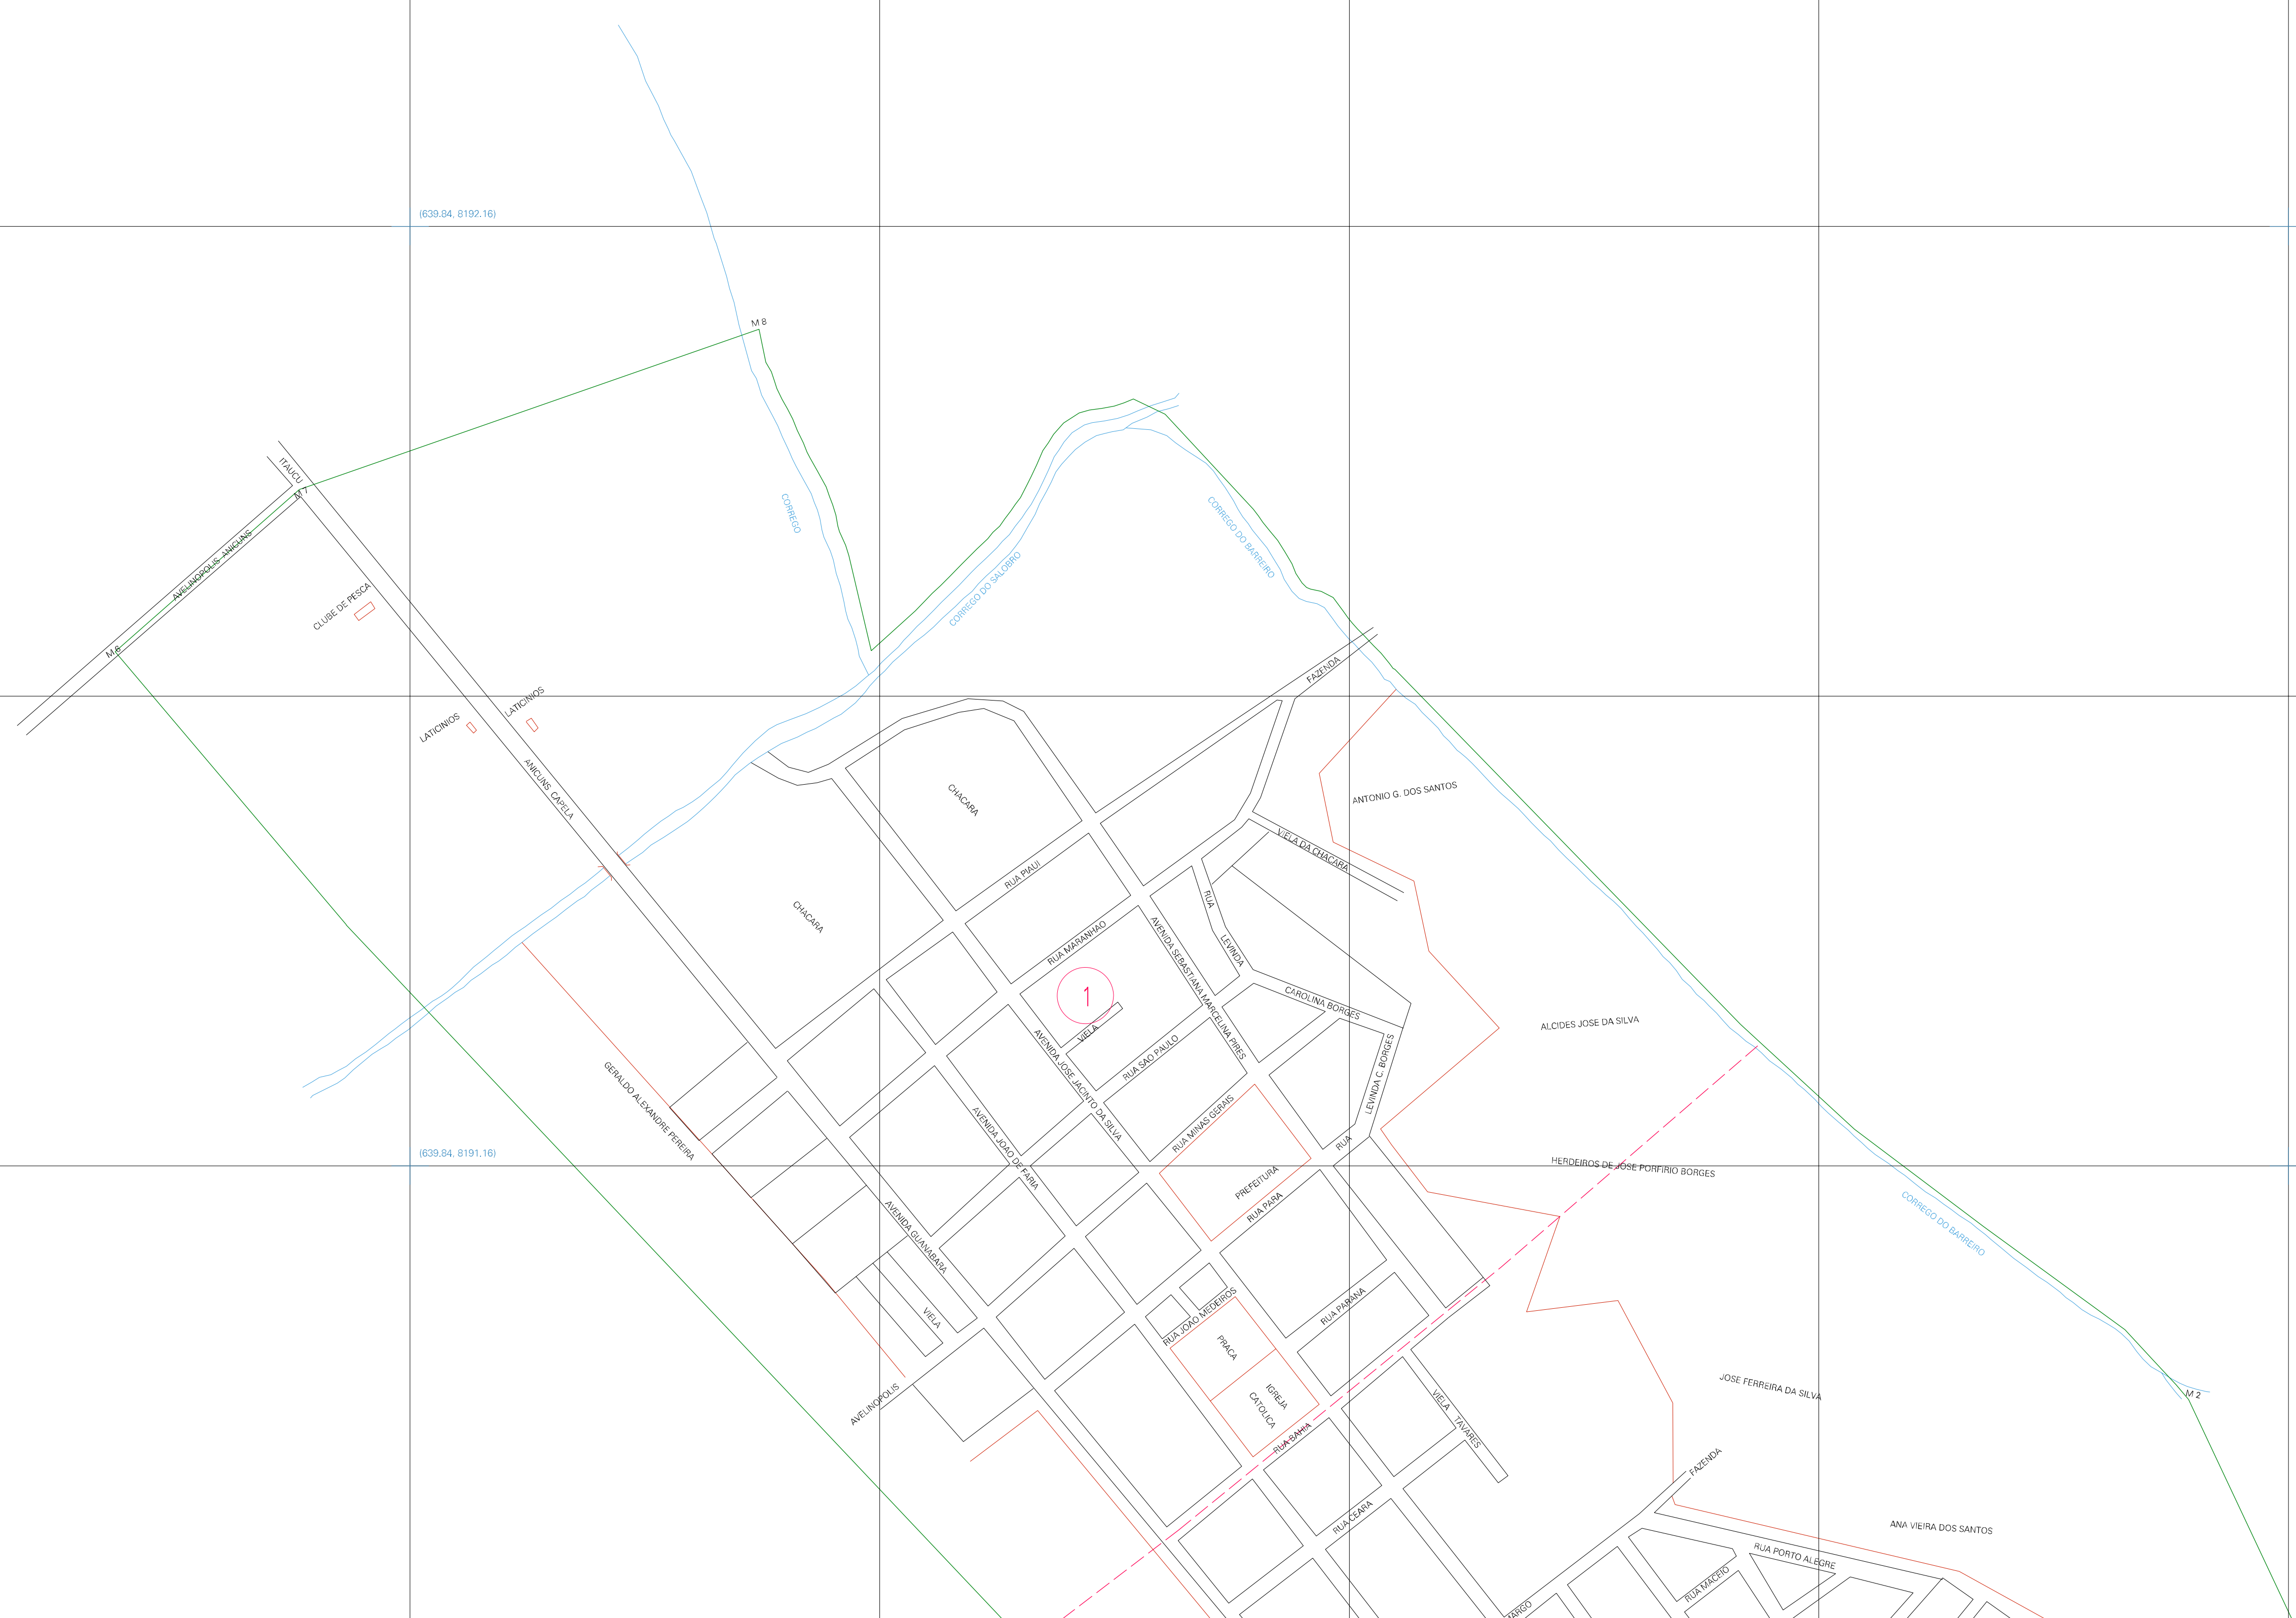 (639.84, 8192.16)
M 8
ITAUCU
M 7
AVELINOPOLIS ANICUNS
CORREGO
CORREGO DO BARREIRO
CORREGO DO SALOBRO
CLUBE DE PESCA
M 6
FAZENDA
LATICINIOS
LATICINIOS
ANICUNS CAPELA
CHACARA
ANTONIO G. DOS SANTOS
VIELA DA CHACARA
RUA PIAUI
CHACARA
RUA LEVINDA
RUA MARANHAO
AVENIDA SEBASTIANA MARCELINA PIRES
1
CAROLINA BORGES
VIELA
ALCIDES JOSE DA SILVA
RUA SAO PAULO
AVENIDA JOSE JACINTO DA SILVA
LEVINDA C. BORGES
GERALDO ALEXANDRE PEREIRA
RUA MINAS GERAIS
RUA
(639.84, 8191.16)
AVENIDA JOAO DE FARIA
HERDEIROS DE JOSE PORFIRIO BORGES
PREFEITURA
RUA PARA
CORREGO DO BARREIRO
AVENIDA GUANABARA
VIELA
RUA JOAO MEDEIROS
RUA PARANA
PRACA
IGREJA
CATOLICA
AVELINOPOLIS
JOSE FERREIRA DA SILVA
M 2
VIELA TAVARES
RUA BAHIA
FAZENDA
RUA CEARA
ANA VIEIRA DOS SANTOS
RUA PORTO ALEGRE
RUA MACEIO